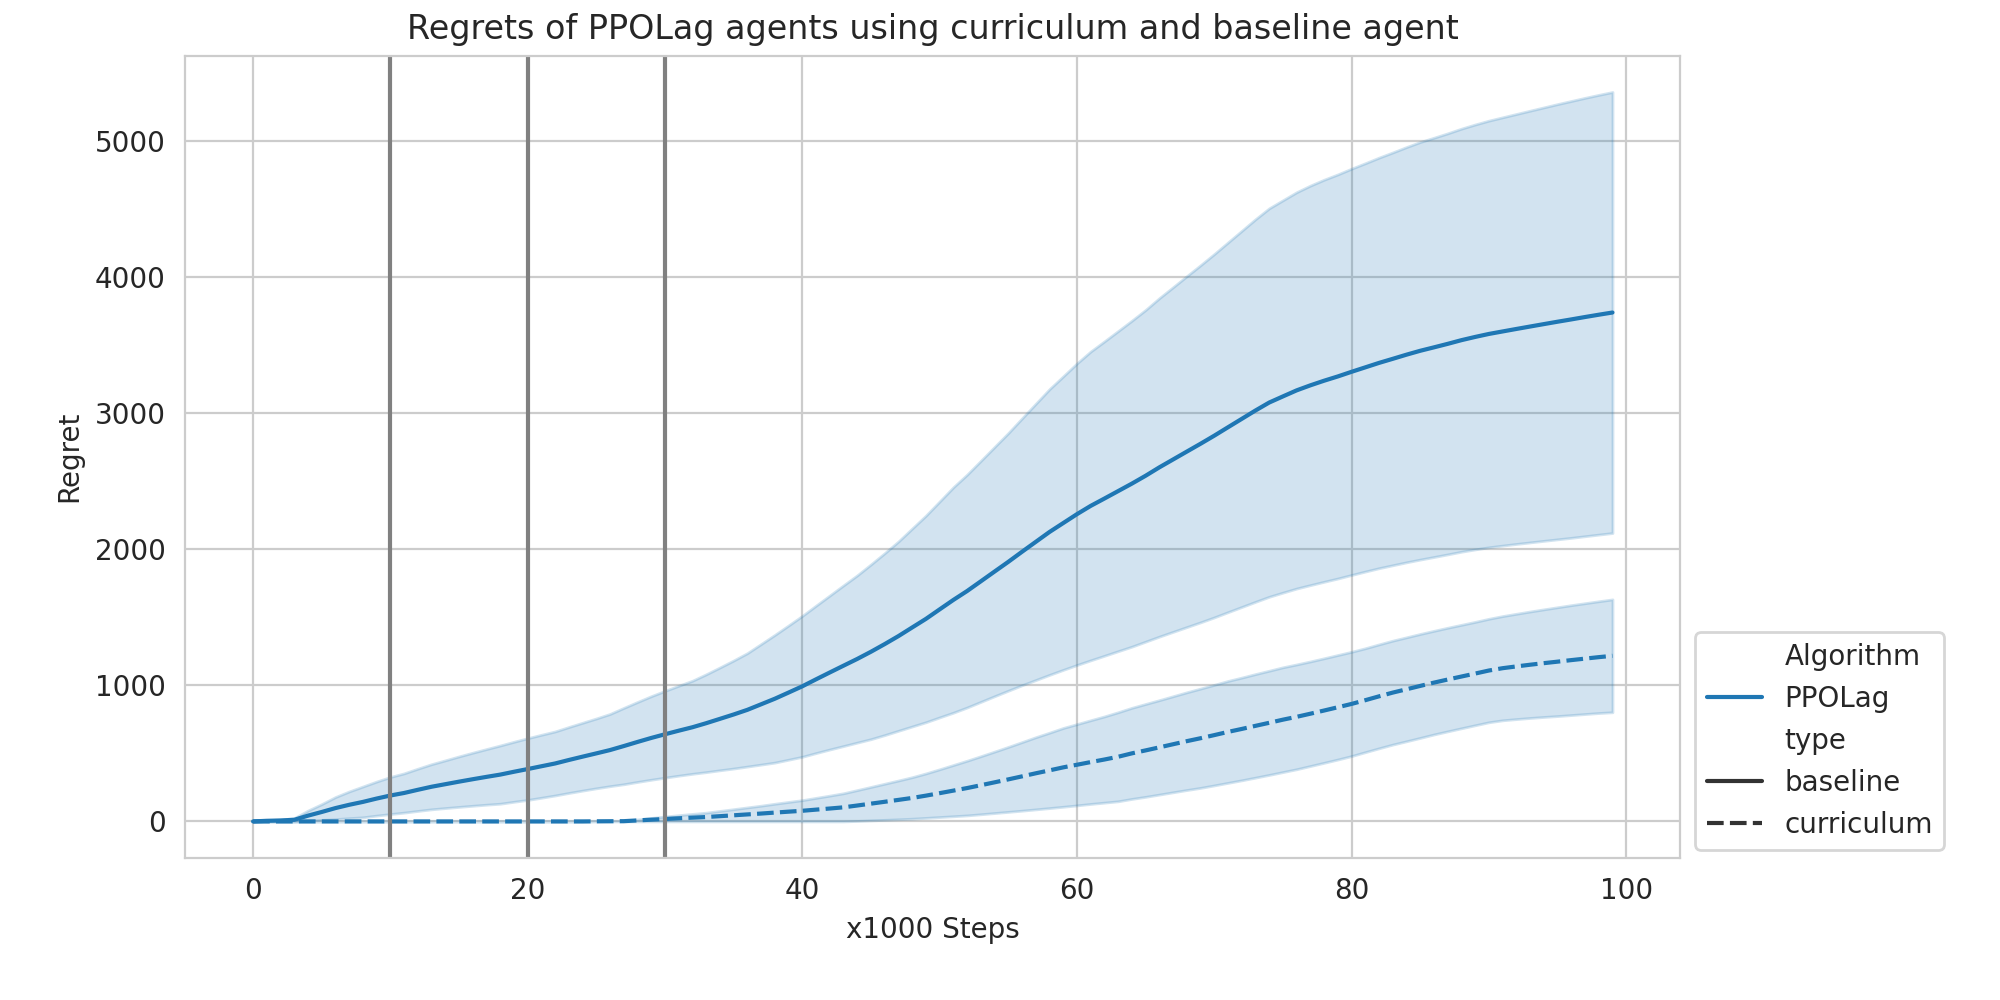 Regrets of PPOLag agents using curriculum and baseline agent
Regret
5000
4000
3000
2000
1000
0
0 20 40 60 80 100
x1000 Steps
Algorithm
PPOLag
type
baseline
curriculum